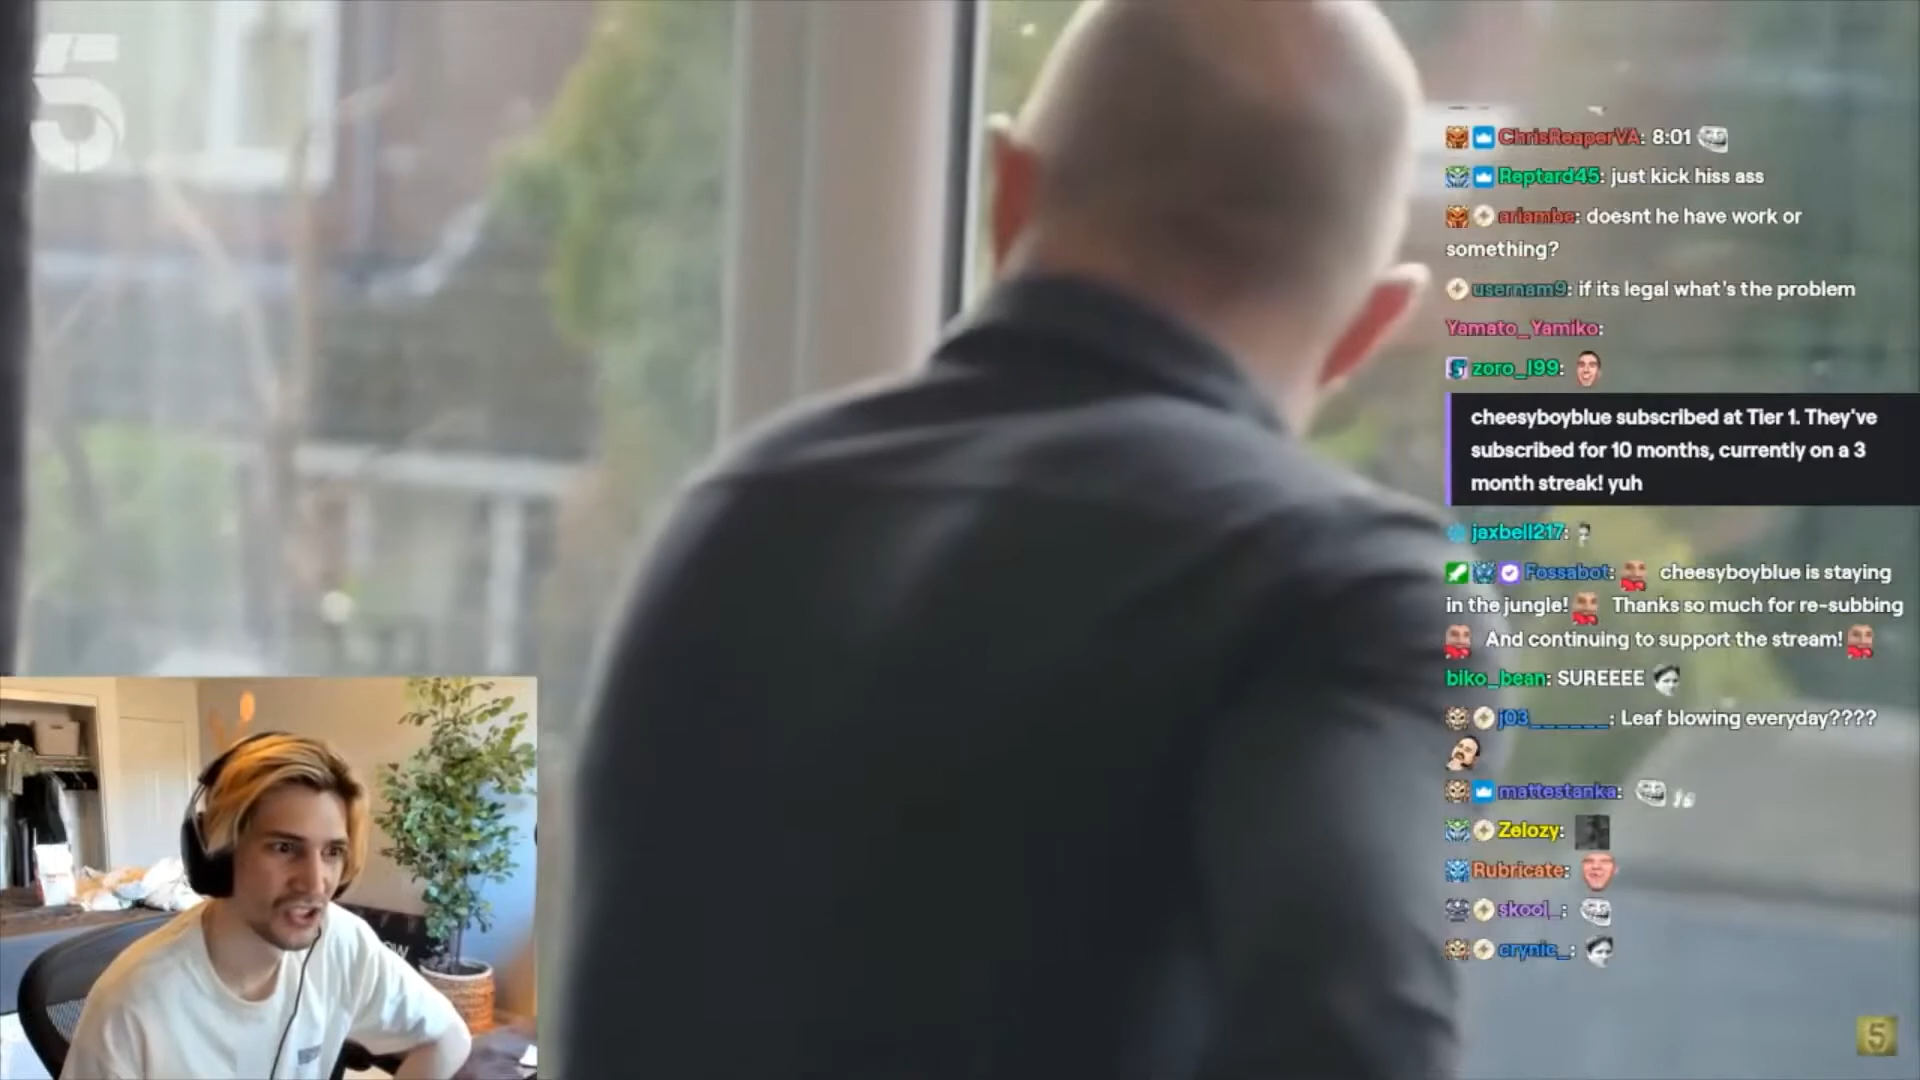 5
ChrisReaperVA: 8:01
Reptard45: just kick hiss ass
ariambe: doesnt he have work or
something?
usernam9: if its legal what's the problem
Yamato_Yamiko:
zoro_l99:
cheesyboyblue subscribed at Tier 1. They've
subscribed for 10 months, currently on a 3
month streak! yuh
jaxbell217:
Fossabot: cheesyboyblue is staying
in the jungle! Thanks so much for re-subbing
And continuing to support the stream!
biko_bean: SUREEEE
j03______: Leaf blowing everyday????
mattestanka:
Zelozy:
Rubricate:
skool_:
crynic_:
5